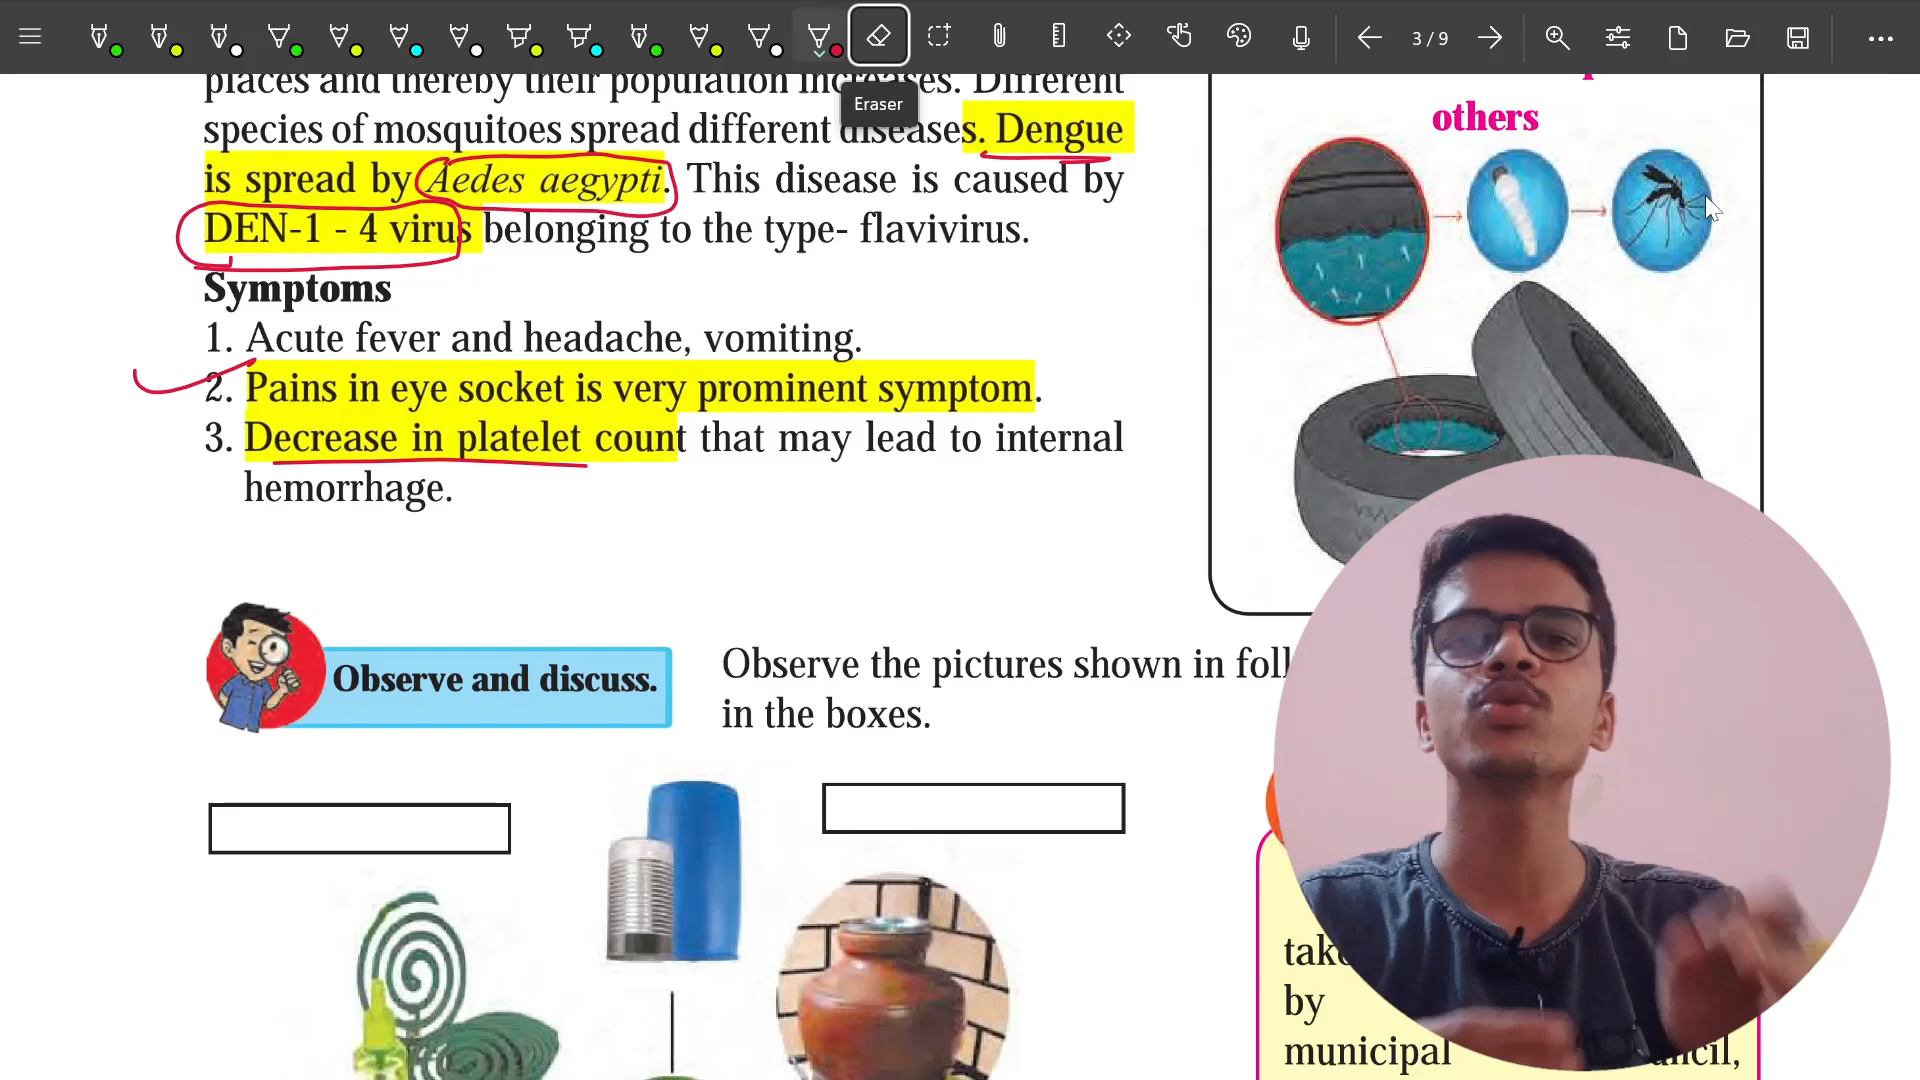 3 / 9
Eraser
places and thereby their population increases. Different
species of mosquitoes spread different diseases. Dengue
is spread by Aedes aegypti. This disease is caused by
DEN-1 - 4 virus belonging to the type- flavivirus.
Symptoms
1. Acute fever and headache, vomiting.
2. Pains in eye socket is very prominent symptom.
3. Decrease in platelet count that may lead to internal
hemorrhage.
others
Observe and discuss.
Observe the pictures shown in foll
in the boxes.
by
municipal